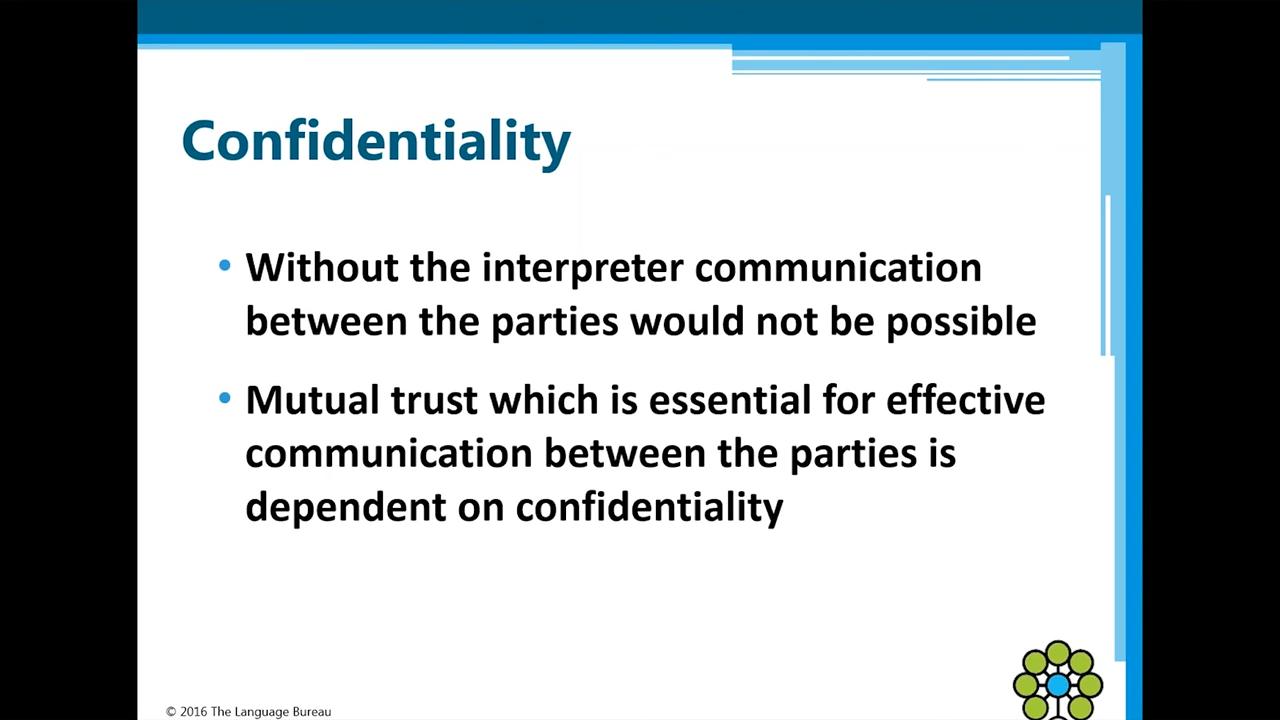 Confidentiality
• Without the interpreter communication
between the parties would not be possible
• Mutual trust which is essential for effective
communication between the parties is
dependent on confidentiality
© 2016 The Language Bureau